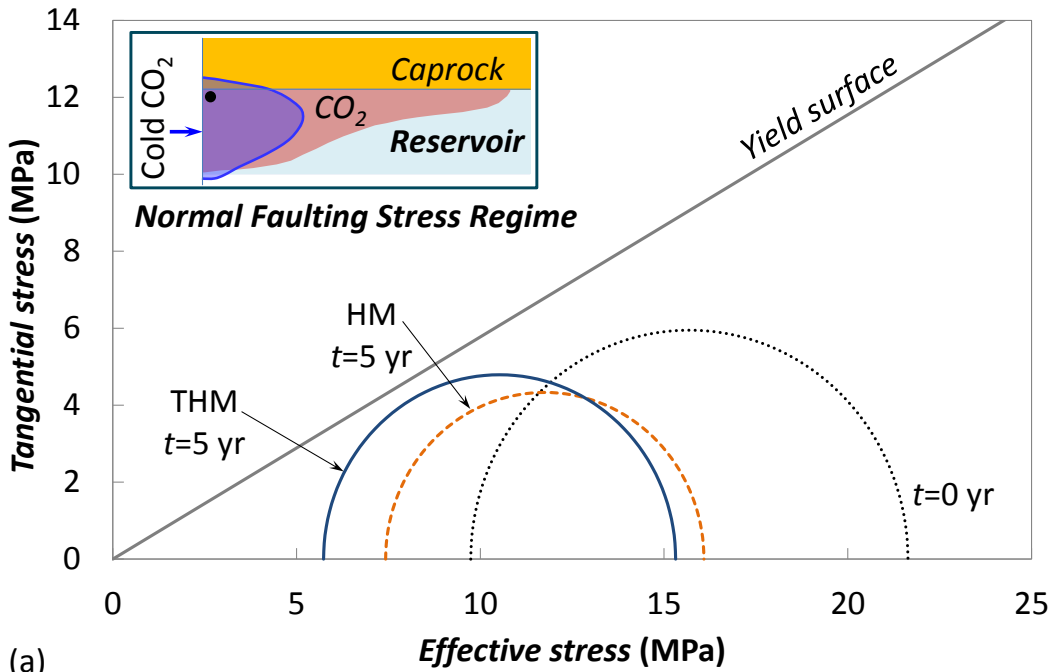 14
12
10
8
6
4
2
0
Tangential stress (MPa)
Cold CO2
Caprock
CO2
Reservoir
Normal Faulting Stress Regime
Yield surface
HM
t=5 yr
THM
t=5 yr
t=0 yr
0 5 10 15 20 25
Effective stress (MPa)
(a)